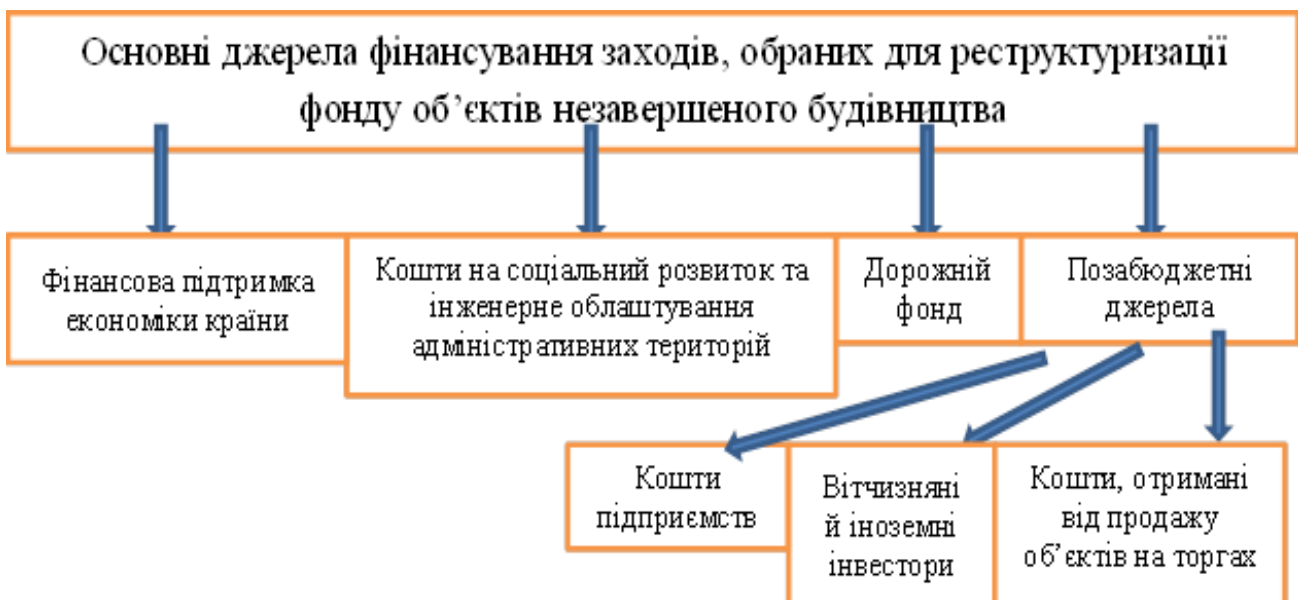 Основні джерела фінансування заходів, обраних для реструктуризації
фонду об’єктів незавершеного будівництва
Фінансова підтримка
економіки країни
Кошти на соціальний розвиток та
інженерне облаштування
адміністративних територій
Дорожній
фонд
Позабюджетні
джерела
Кошти
підприємств
Вітчизняні
й іноземні
інвестори
Кошти, отримані
від продажу
об’єктів на торгах